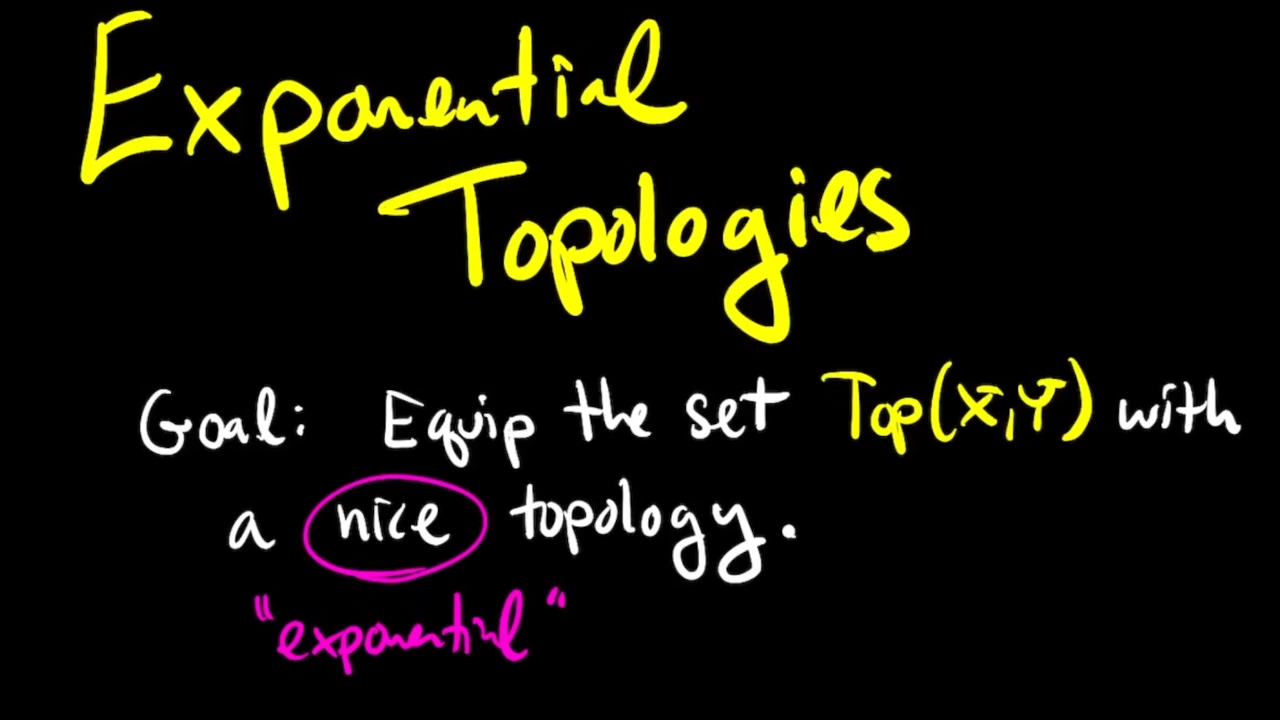 Exponential
Topologies
Goal: Equip the set Top(X,Y) with
a nice topology.
"exponential"